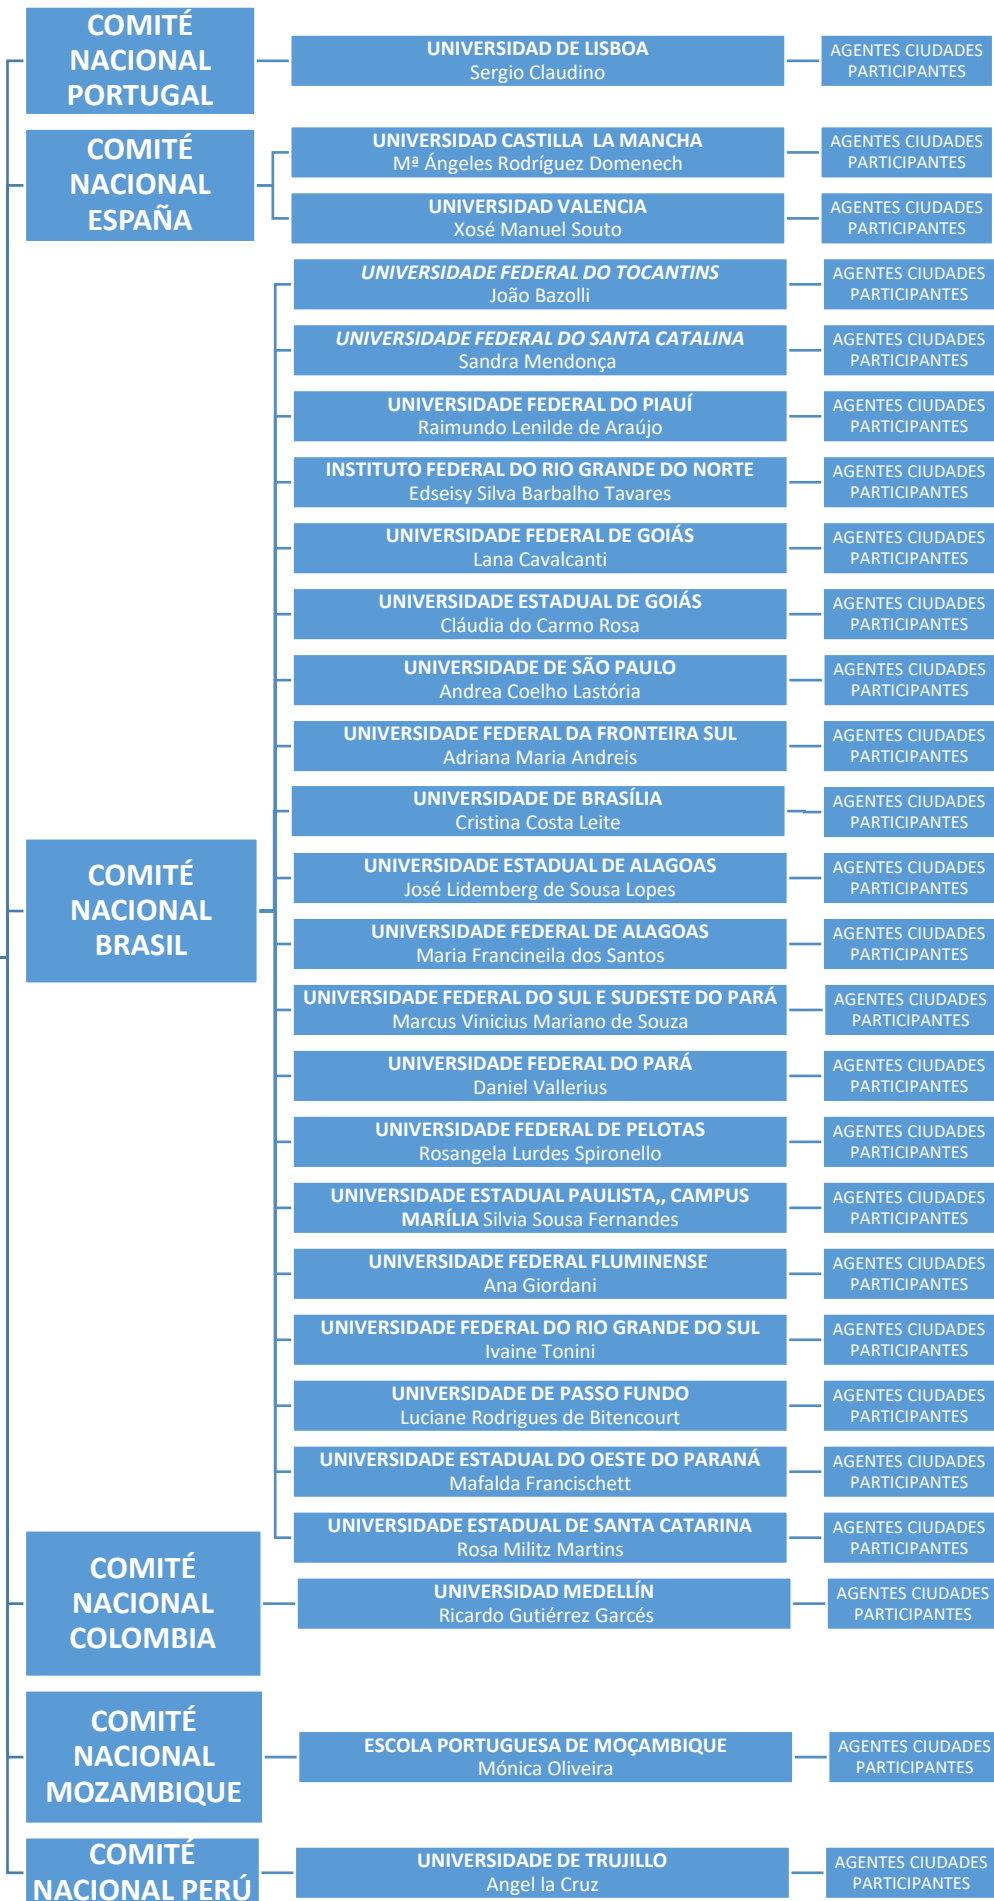 COMITÉ
NACIONAL
PORTUGAL
UNIVERSIDAD DE LISBOA
Sergio Claudino
AGENTES CIUDADES
PARTICIPANTES
COMITÉ
NACIONAL
ESPAÑA
UNIVERSIDAD CASTILLA LA MANCHA
Mª Ángeles Rodríguez Domenech
AGENTES CIUDADES
PARTICIPANTES
UNIVERSIDAD VALENCIA
Xosé Manuel Souto
AGENTES CIUDADES
PARTICIPANTES
COMITÉ
NACIONAL
BRASIL
UNIVERSIDADE FEDERAL DO TOCANTINS
João Bazolli
AGENTES CIUDADES
PARTICIPANTES
UNIVERSIDADE FEDERAL DO SANTA CATALINA
Sandra Mendonça
AGENTES CIUDADES
PARTICIPANTES
UNIVERSIDADE FEDERAL DO PIAUÍ
Raimundo Lenilde de Araújo
AGENTES CIUDADES
PARTICIPANTES
INSTITUTO FEDERAL DO RIO GRANDE DO NORTE
Edseisy Silva Barbalho Tavares
AGENTES CIUDADES
PARTICIPANTES
UNIVERSIDADE FEDERAL DE GOIÁS
Lana Cavalcanti
AGENTES CIUDADES
PARTICIPANTES
UNIVERSIDADE ESTADUAL DE GOIÁS
Cláudia do Carmo Rosa
AGENTES CIUDADES
PARTICIPANTES
UNIVERSIDADE DE SÃO PAULO
Andrea Coelho Lastória
AGENTES CIUDADES
PARTICIPANTES
UNIVERSIDADE FEDERAL DA FRONTEIRA SUL
Adriana Maria Andreis
AGENTES CIUDADES
PARTICIPANTES
UNIVERSIDADE DE BRASÍLIA
Cristina Costa Leite
AGENTES CIUDADES
PARTICIPANTES
UNIVERSIDADE ESTADUAL DE ALAGOAS
José Lidemberg de Sousa Lopes
AGENTES CIUDADES
PARTICIPANTES
UNIVERSIDADE FEDERAL DE ALAGOAS
Maria Francineila dos Santos
AGENTES CIUDADES
PARTICIPANTES
UNIVERSIDADE FEDERAL DO SUL E SUDESTE DO PARÁ
Marcus Vinicius Mariano de Souza
AGENTES CIUDADES
PARTICIPANTES
UNIVERSIDADE FEDERAL DO PARÁ
Daniel Vallerius
AGENTES CIUDADES
PARTICIPANTES
UNIVERSIDADE FEDERAL DE PELOTAS
Rosangela Lurdes Spironello
AGENTES CIUDADES
PARTICIPANTES
UNIVERSIDADE ESTADUAL PAULISTA,, CAMPUS
MARÍLIA Silvia Sousa Fernandes
AGENTES CIUDADES
PARTICIPANTES
UNIVERSIDADE FEDERAL FLUMINENSE
Ana Giordani
AGENTES CIUDADES
PARTICIPANTES
UNIVERSIDADE FEDERAL DO RIO GRANDE DO SUL
Ivaine Tonini
AGENTES CIUDADES
PARTICIPANTES
UNIVERSIDADE DE PASSO FUNDO
Luciane Rodrigues de Bitencourt
AGENTES CIUDADES
PARTICIPANTES
UNIVERSIDADE ESTADUAL DO OESTE DO PARANÁ
Mafalda Francischett
AGENTES CIUDADES
PARTICIPANTES
UNIVERSIDADE ESTADUAL DE SANTA CATARINA
Rosa Militz Martins
AGENTES CIUDADES
PARTICIPANTES
COMITÉ
NACIONAL
COLOMBIA
UNIVERSIDAD MEDELLÍN
Ricardo Gutiérrez Garcés
AGENTES CIUDADES
PARTICIPANTES
COMITÉ
NACIONAL
MOZAMBIQUE
ESCOLA PORTUGUESA DE MOÇAMBIQUE
Mónica Oliveira
AGENTES CIUDADES
PARTICIPANTES
COMITÉ
NACIONAL PERÚ
UNIVERSIDADE DE TRUJILLO
Angel la Cruz
AGENTES CIUDADES
PARTICIPANTES